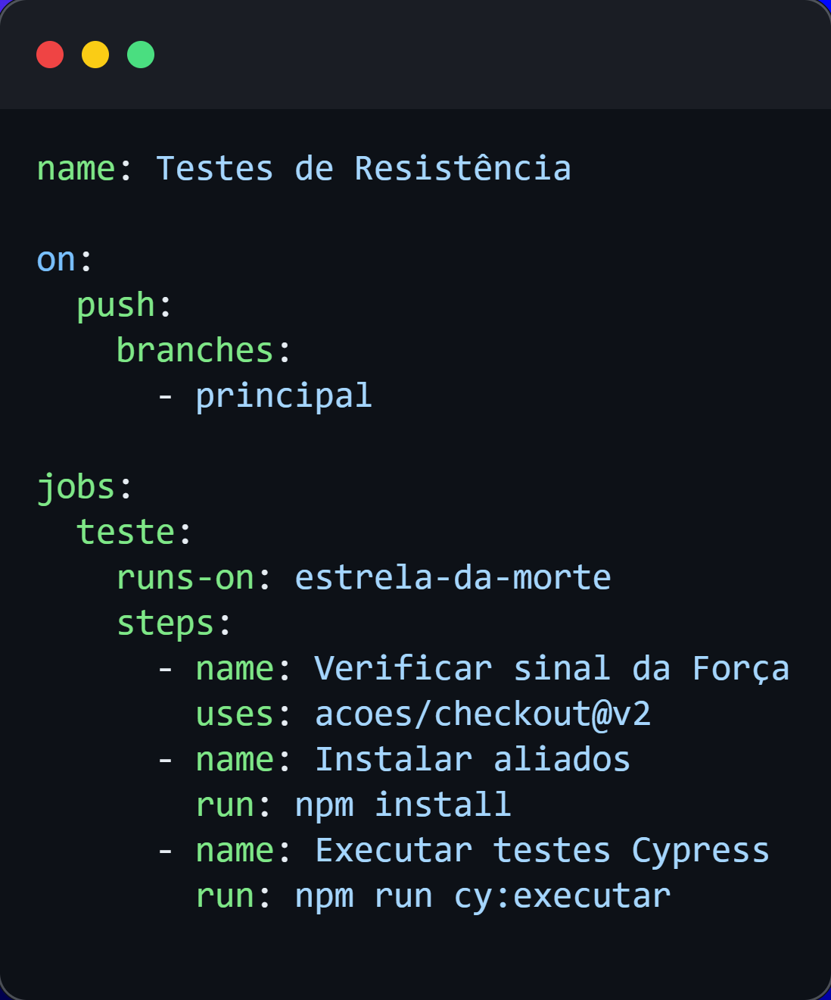 name: Testes de Resistência

on:
  push:
    branches:
      - principal

jobs:
  teste:
    runs-on: estrela-da-morte
    steps:
      - name: Verificar sinal da Força
        uses: acoes/checkout@v2
      - name: Instalar aliados
        run: npm install
      - name: Executar testes Cypress
        run: npm run cy:executar